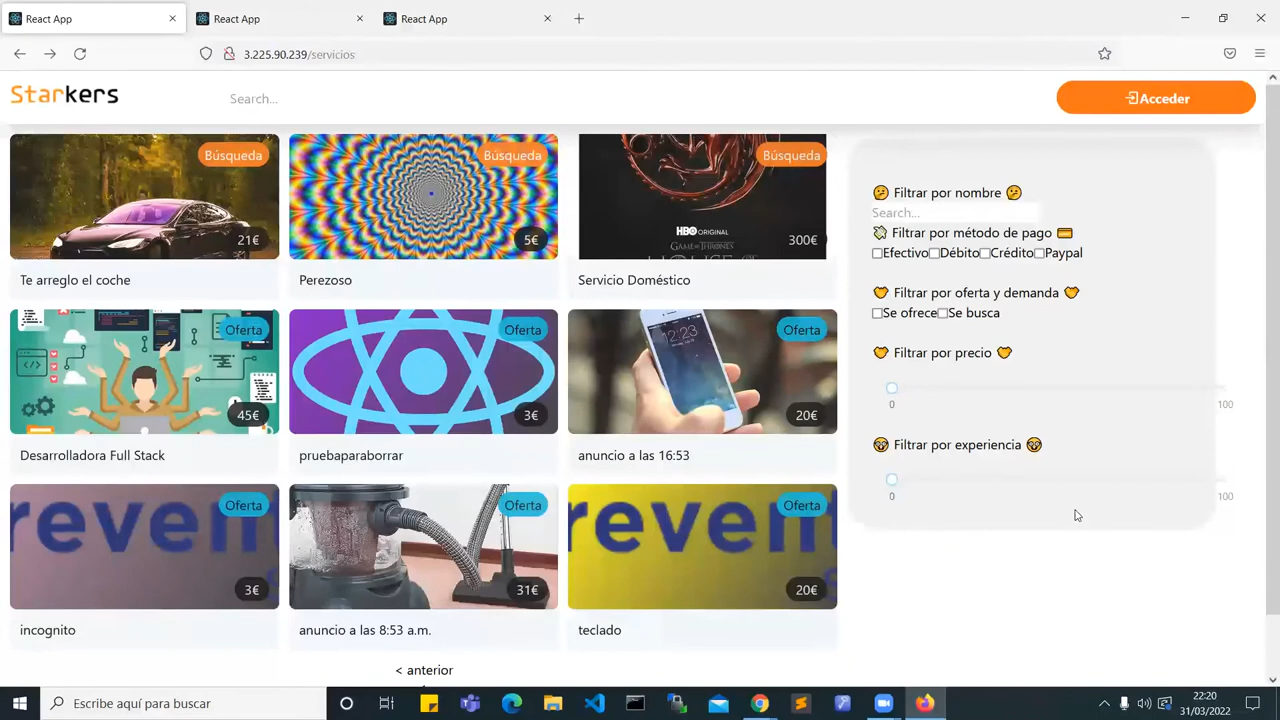 React App
React App
React App
3.225.90.239/servicios
Starkers
Search...
Acceder
Búsqueda
21€
Te arreglo el coche
Búsqueda
5€
Perezoso
Búsqueda
HBO ORIGINAL
GAME OF THRONES
300€
Servicio Doméstico
Oferta
45€
Desarrolladora Full Stack
Oferta
3€
pruebaparaborrar
12:23
Oferta
20€
anuncio a las 16:53
revent
Oferta
3€
incognito
Oferta
31€
anuncio a las 8:53 a.m.
revent
Oferta
20€
teclado
< anterior
Filtrar por nombre
Search...
Filtrar por método de pago
Efectivo Débito Crédito Paypal
Filtrar por oferta y demanda
Se ofrece Se busca
Filtrar por precio
0 100
Filtrar por experiencia
0 100
Escribe aquí para buscar
22:20
31/03/2022